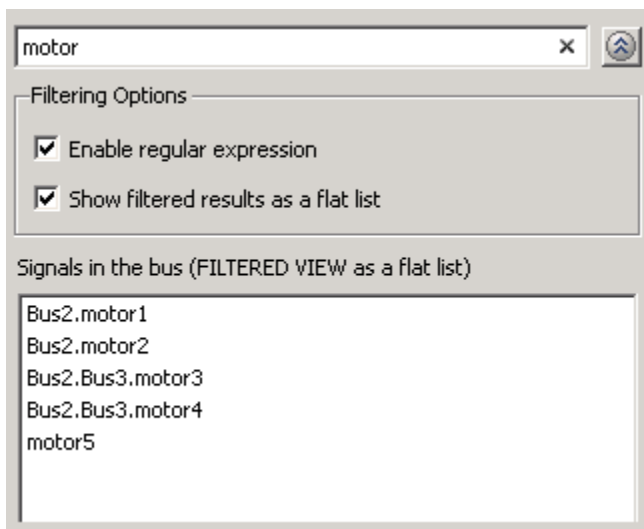 motor
Filtering Options
Enable regular expression
Show filtered results as a flat list
Signals in the bus (FILTERED VIEW as a flat list)
Bus2.motor1
Bus2.motor2
Bus2.Bus3.motor3
Bus2.Bus3.motor4
motor5